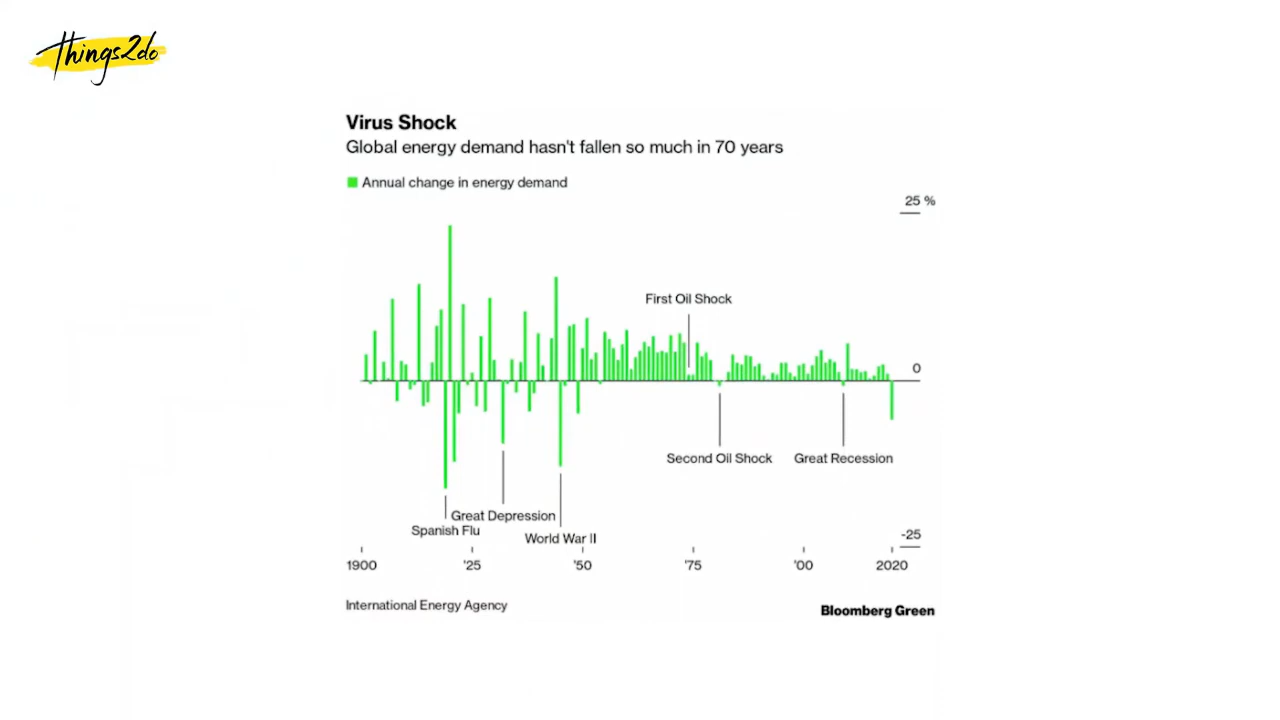 Things2do
Virus Shock
Global energy demand hasn't fallen so much in 70 years
Annual change in energy demand
25 %
First Oil Shock
0
Second Oil Shock
Great Recession
Great Depression
Spanish Flu
World War II
-25
1900 '25 '50 '75 '00 2020
International Energy Agency
Bloomberg Green